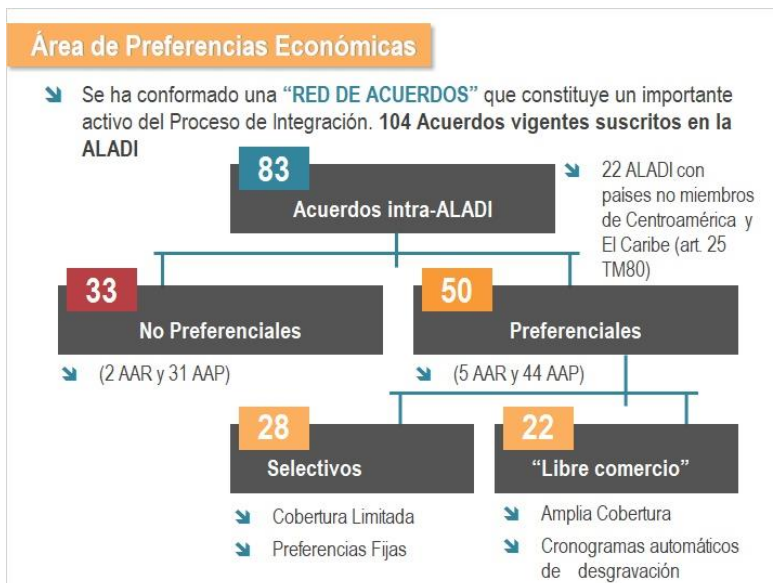 Área de Preferencias Económicas
Se ha conformado una “RED DE ACUERDOS” que constituye un importante
activo del Proceso de Integración. 104 Acuerdos vigentes suscritos en la
ALADI
83
Acuerdos intra-ALADI
22 ALADI con
países no miembros
de Centroamérica y
El Caribe (art. 25
TM80)
33
No Preferenciales
(2 AAR y 31 AAP)
50
Preferenciales
(5 AAR y 44 AAP)
28
Selectivos
Cobertura Limitada
Preferencias Fijas
22
“Libre comercio”
Amplia Cobertura
Cronogramas automáticos
de desgravación